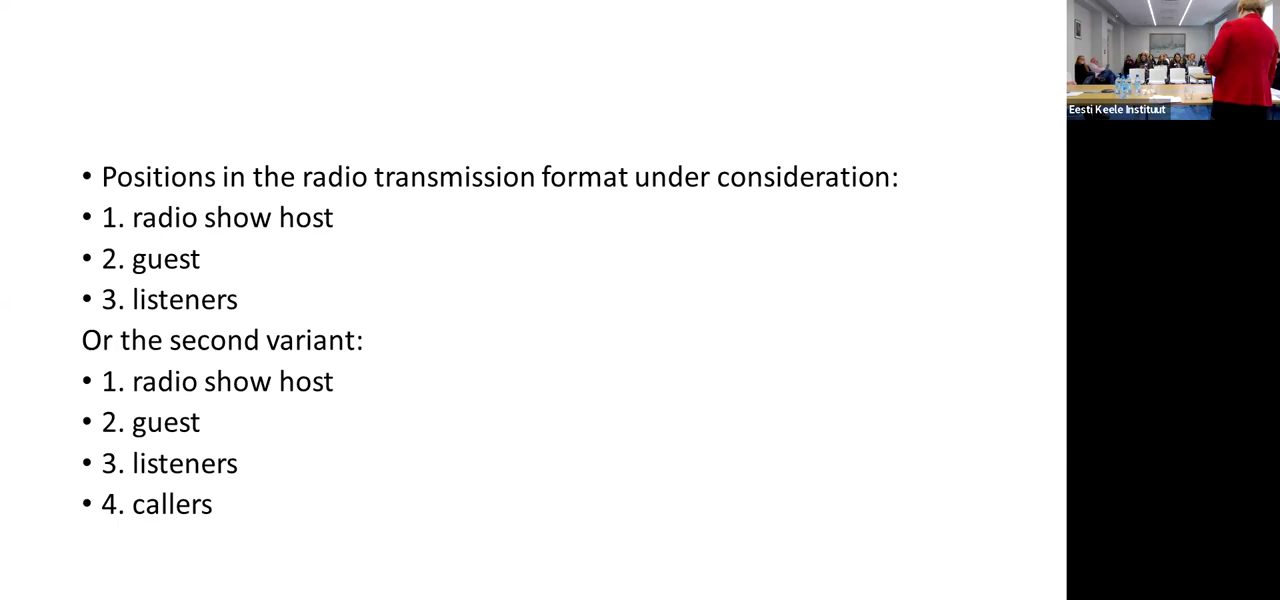 • Positions in the radio transmission format under consideration:
• 1. radio show host
• 2. guest
• 3. listeners
Or the second variant:
• 1. radio show host
• 2. guest
• 3. listeners
• 4. callers
Eesti Keele Instituut